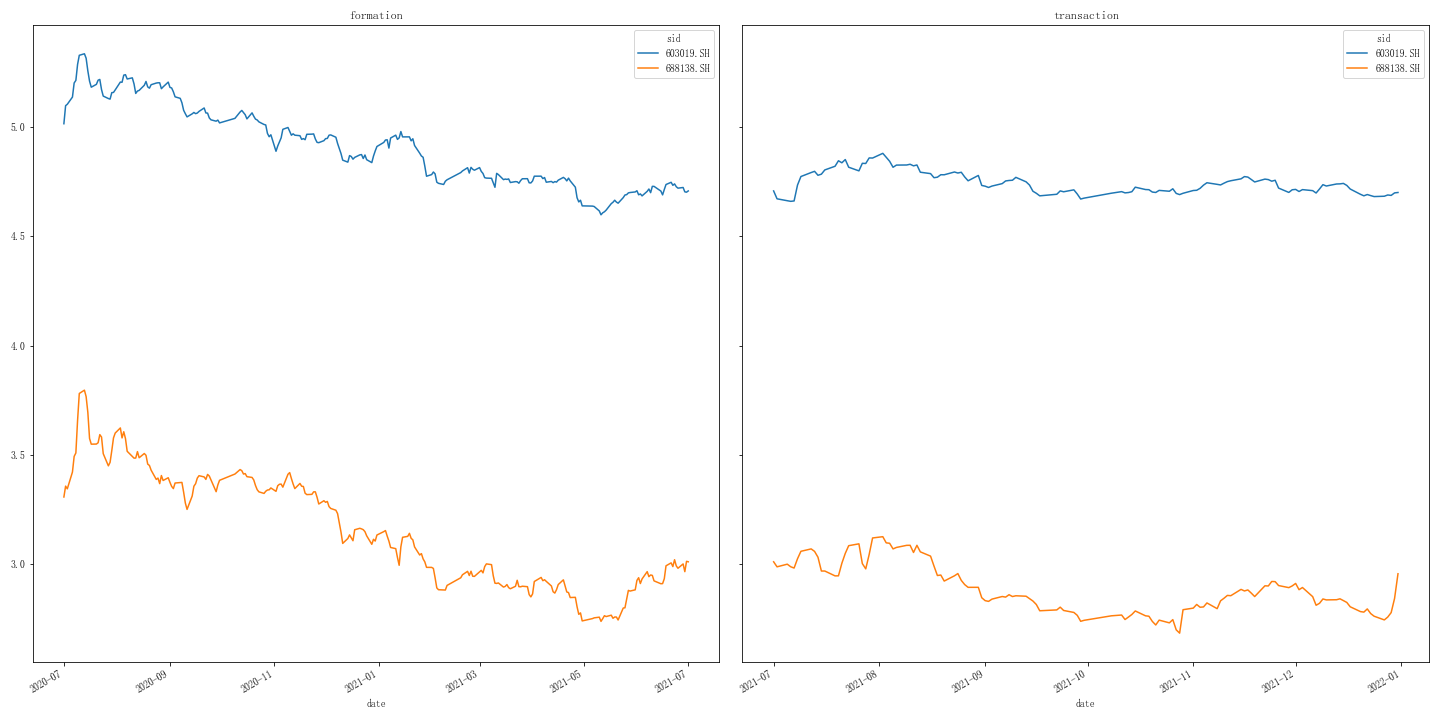 formation
sid
603019.SH
688138.SH
5.0
4.5
4.0
3.5
3.0
2020-07
2020-09
2020-11
2021-01
2021-03
2021-05
2021-07
date
transaction
sid
603019.SH
688138.SH
2021-07
2021-08
2021-09
2021-10
2021-11
2021-12
2022-01
date